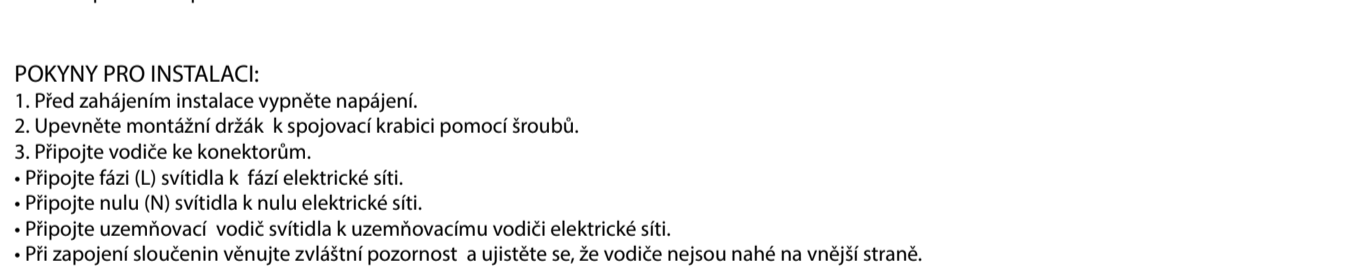 POKYNY PRO INSTALACI:
1. Před zahájením instalace vypněte napájení.
2. Upevněte montážní držák  k spojovací krabici pomocí šroubů.
3. Připojte vodiče ke konektorům.
• Připojte fázi (L) svítidla k  fází elektrické síti.
• Připojte nulu (N) svítidla k nulu elektrické síti.
• Připojte uzemňovací  vodič svítidla k uzemňovacímu vodiči elektrické síti.
• Při zapojení sloučenin věnujte zvláštní pozornost  a ujistěte se, že vodiče nejsou nahé na vnější straně.